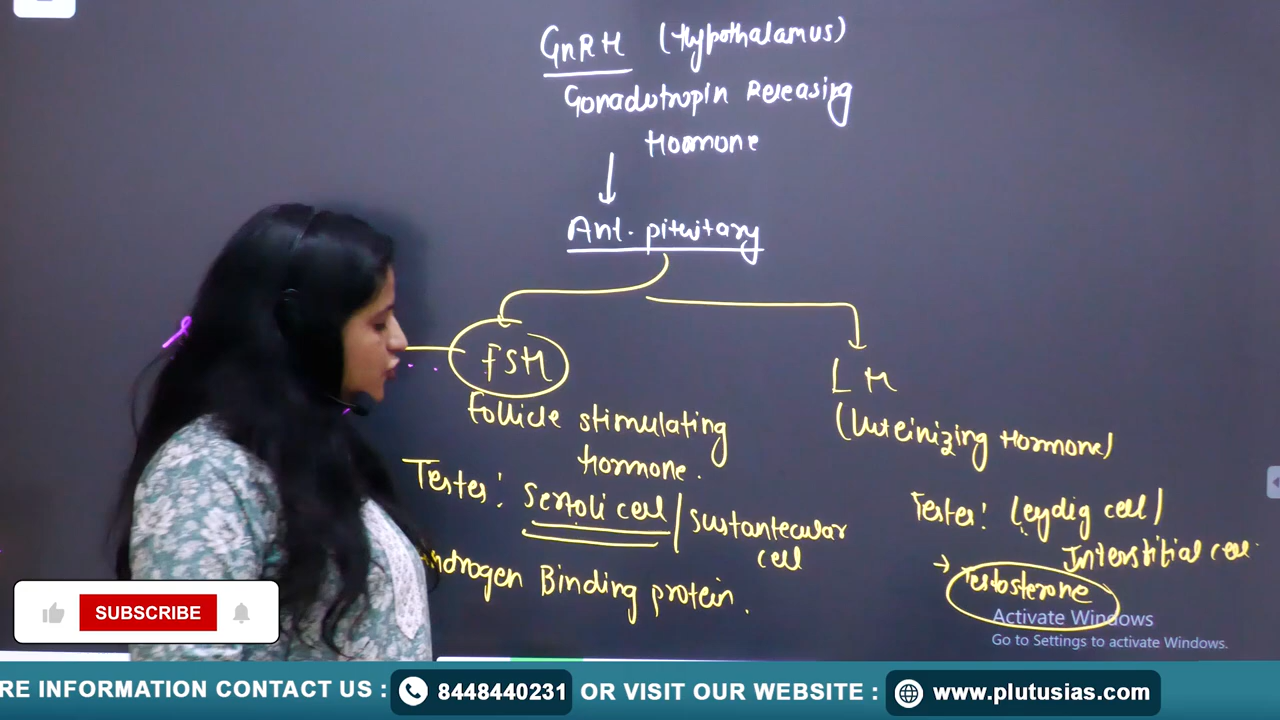 GnRH (Hypothalamus)
Gonadotropin Releasing
Hormone
Ant. pituitary
FSH
Follicle stimulating
hormone.
Testes: Sertoli cell / Sustantecular
cell
Androgen Binding protein.
LH
(Luteinizing Hormone)
Testes: Leydig cell /
Interstitial cell.
→ Testosterone
Activate Windows
Go to Settings to activate Windows.
SUBSCRIBE
RE INFORMATION CONTACT US : 8448440231 OR VISIT OUR WEBSITE : www.plutusias.com